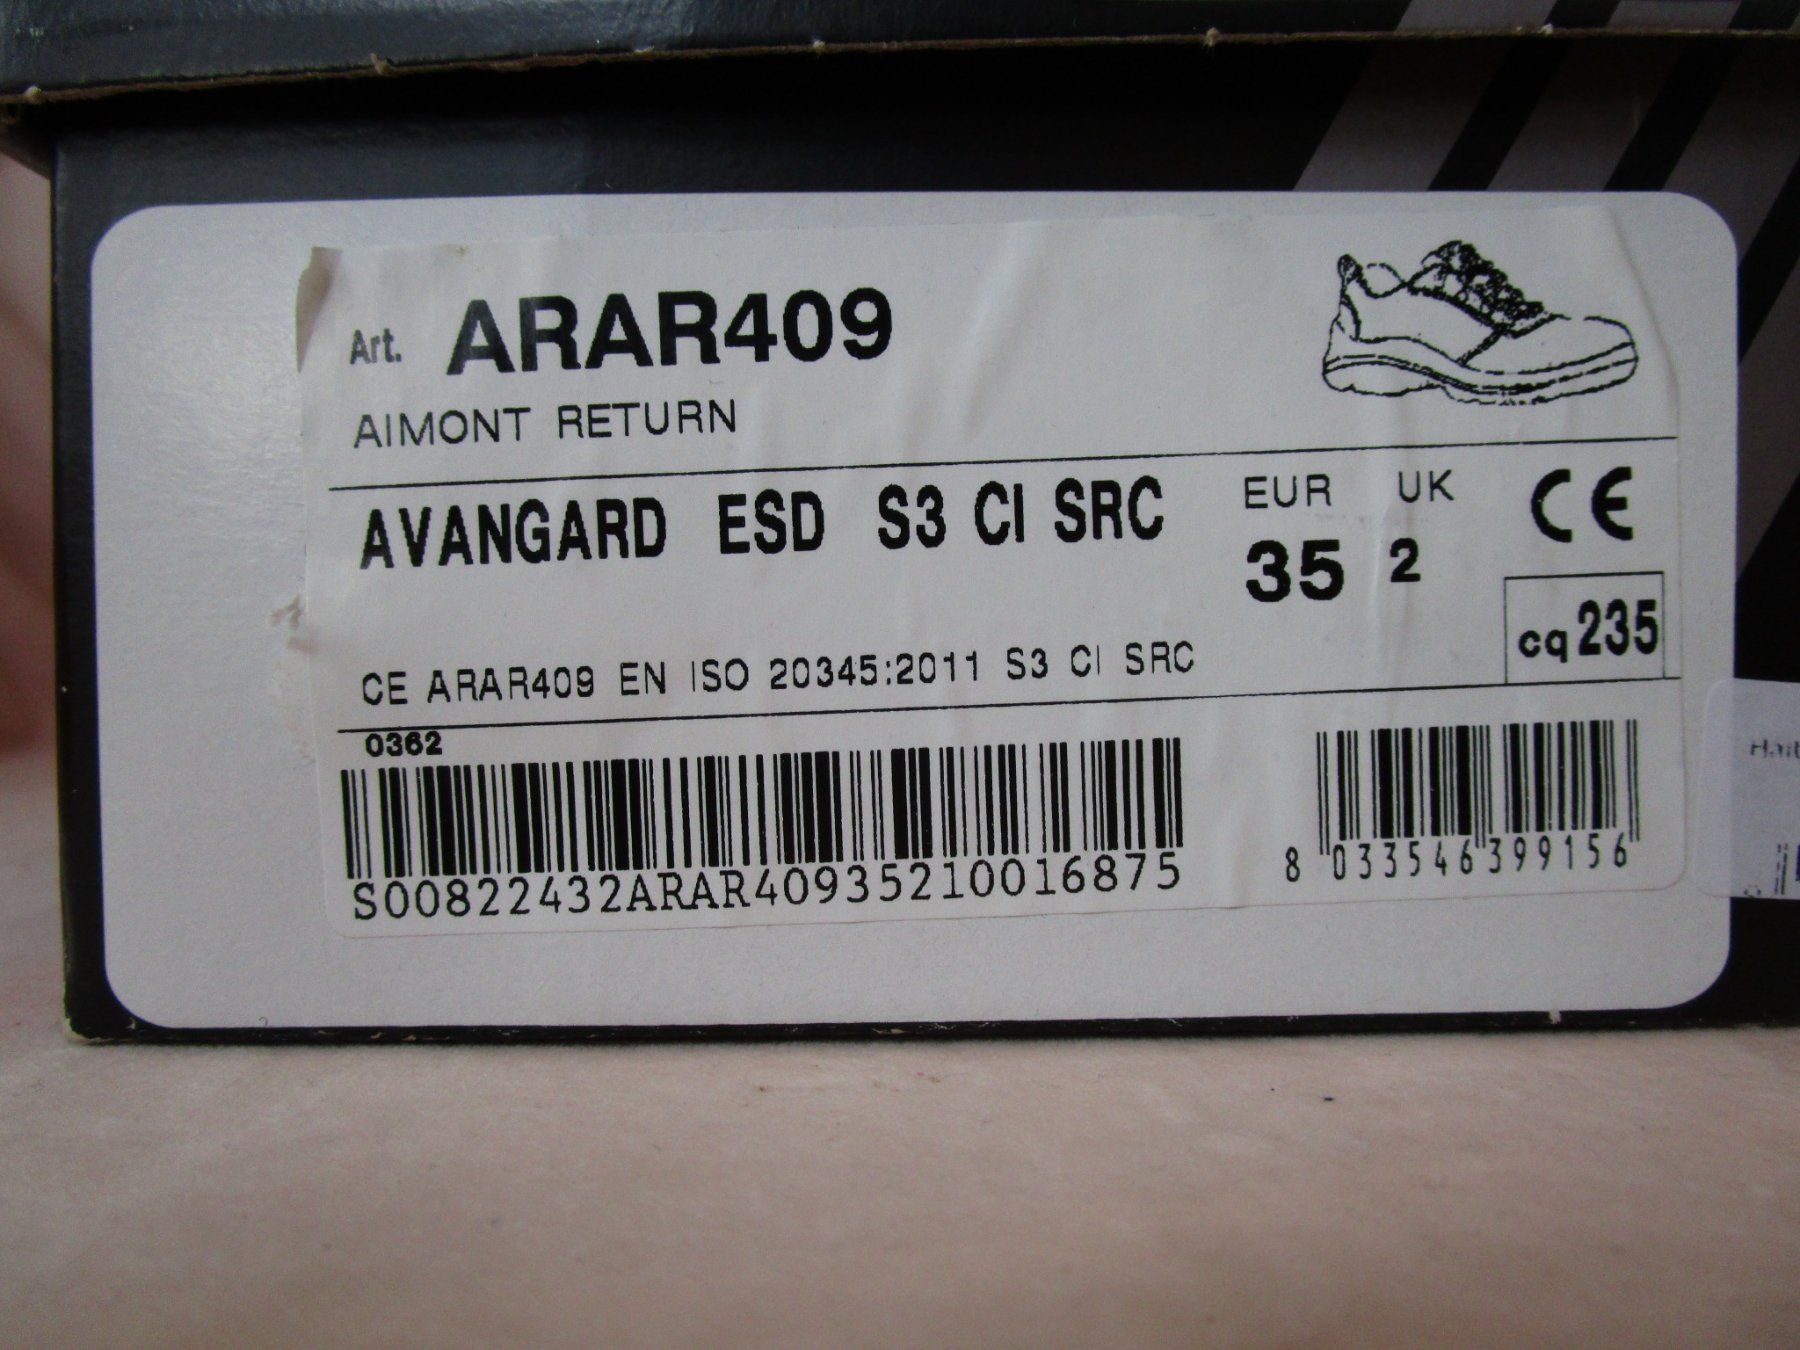 Art. ARAR409
AIMONT RETURN
AVANGARD ESD S3 CI SRC
EUR UK
35 2
CE
cq 235
CE ARAR409 EN ISO 20345:2011 S3 CI SRC
0362
S00822432ARAR40935210016875
8 033546 399156